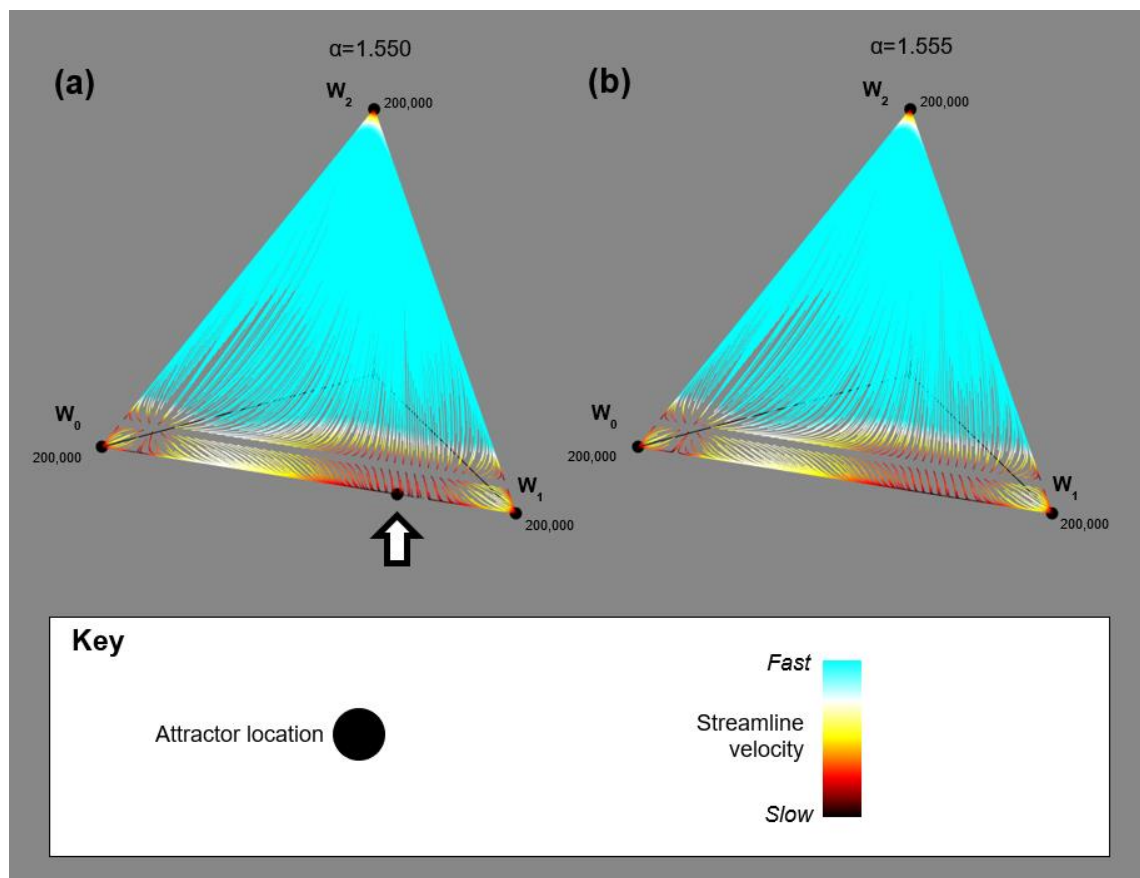 α=1.550
α=1.555
(a)
W2
200,000
(b)
W2
200,000
W0
200,000
W1
200,000
W0
200,000
W1
200,000
Key
Attractor location
Fast
Streamline
velocity
Slow